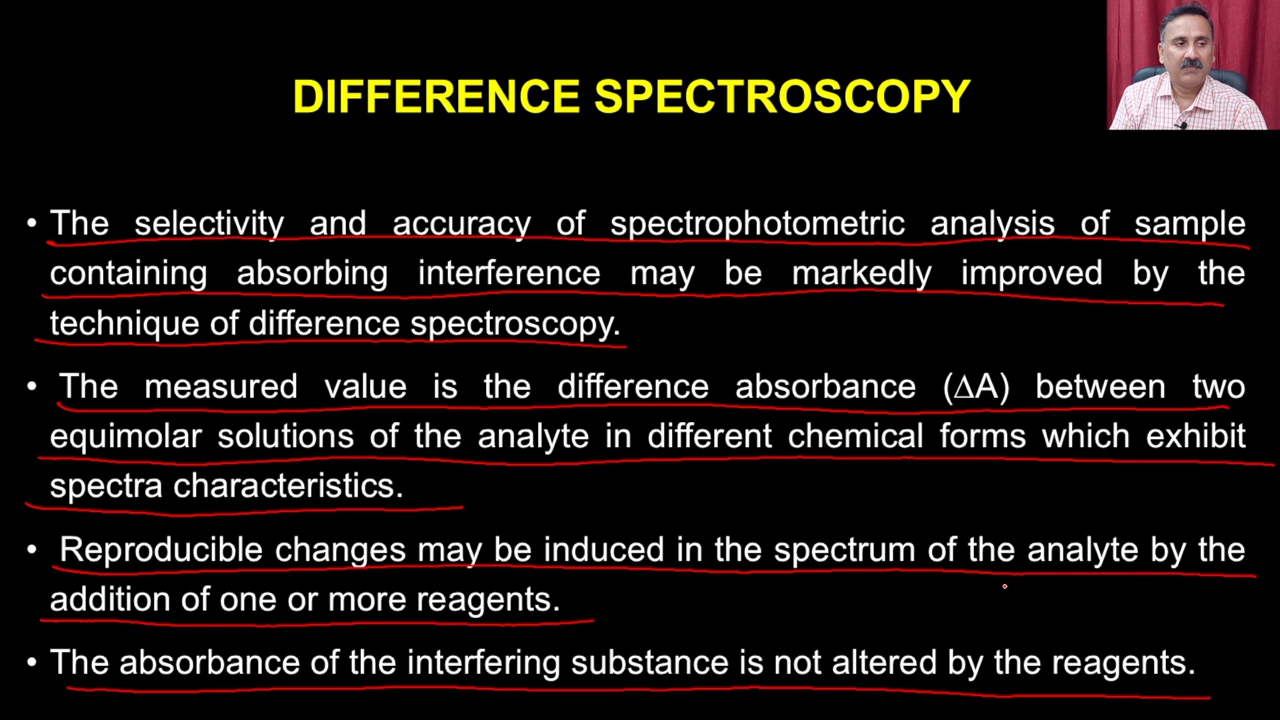 DIFFERENCE SPECTROSCOPY
• The selectivity and accuracy of spectrophotometric analysis of sample
containing absorbing interference may be markedly improved by the
technique of difference spectroscopy.
• The measured value is the difference absorbance (∆A) between two
equimolar solutions of the analyte in different chemical forms which exhibit
spectra characteristics.
• Reproducible changes may be induced in the spectrum of the analyte by the
addition of one or more reagents.
• The absorbance of the interfering substance is not altered by the reagents.